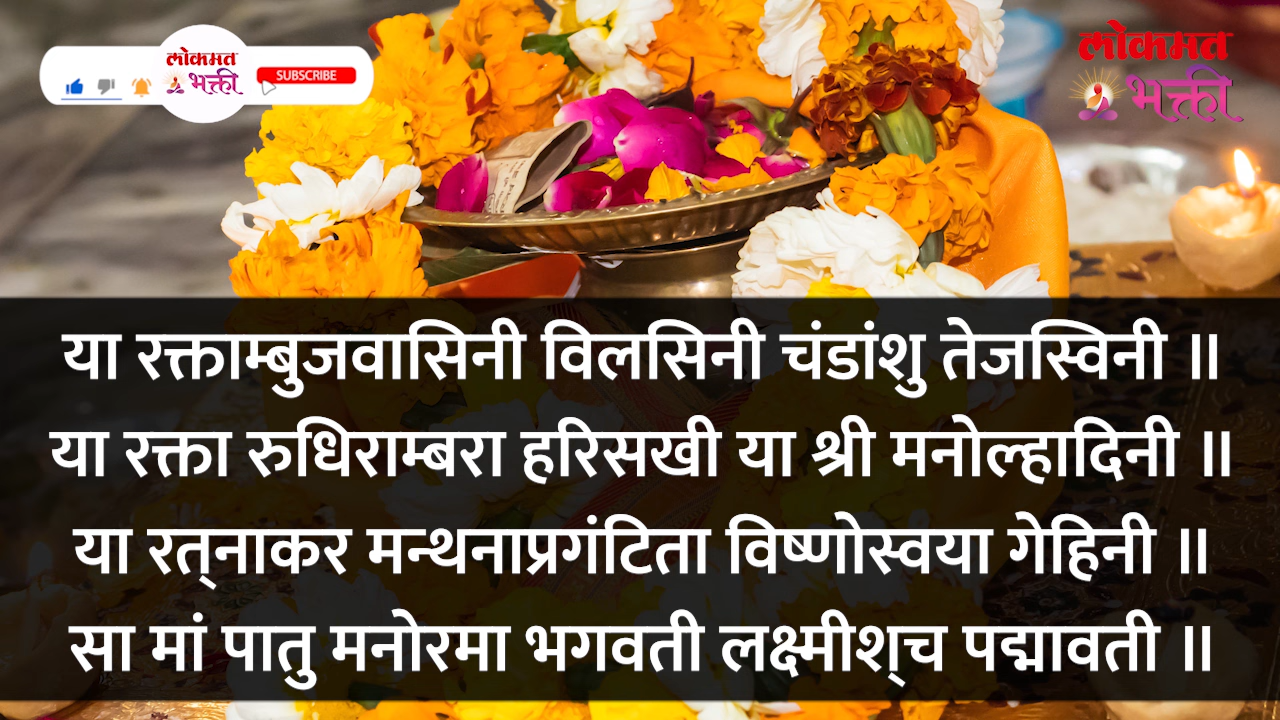 लोकमत
भक्ती
SUBSCRIBE
लोकमत
भक्ती
या रक्ताम्बुजवासिनी विलसिनी चंडांशु तेजस्विनी ॥
या रक्ता रुधिराम्बरा हरिसखी या श्री मनोल्हादिनी ॥
या रत्‌नाकर मन्थनाप्रगंटिता विष्णोस्वया गेहिनी ॥
सा मां पातु मनोरमा भगवती लक्ष्मीश्‌च पद्मावती ॥